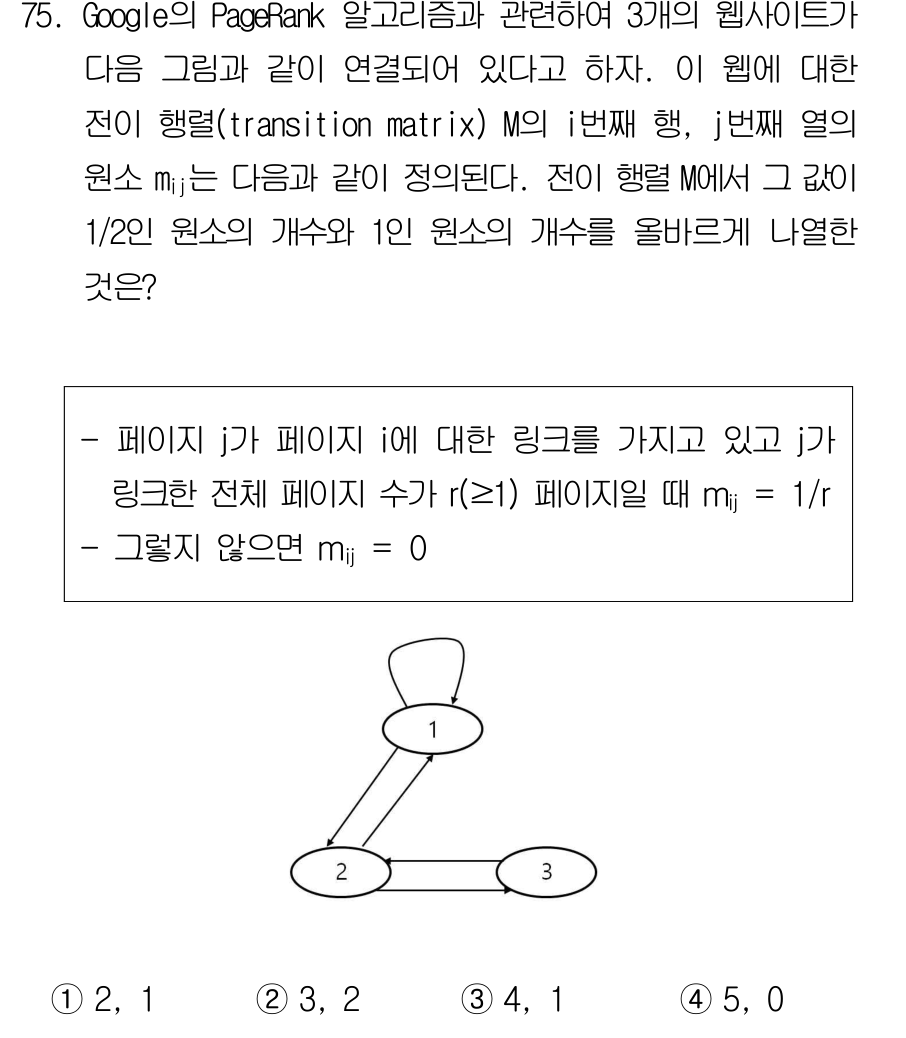 75. Google의 PageRank 알고리즘과 관련하여 3개의 웹사이트가
다음 그림과 같이 연결되어 있다고 하자. 이 웹에 대한
전이 행렬(transition matrix) M의 i번째 행, j번째 열의
원소 mᵢⱼ는 다음과 같이 정의된다. 전이 행렬 M에서 그 값이
1/2인 원소의 개수와 1인 원소의 개수를 올바르게 나열한
것은?
- 페이지 j가 페이지 i에 대한 링크를 가지고 있고 j가
링크한 전체 페이지 수가 r(≥1) 페이지일 때 mᵢⱼ = 1/r
- 그렇지 않으면 mᵢⱼ = 0
1
2
3
① 2, 1 ② 3, 2 ③ 4, 1 ④ 5, 0